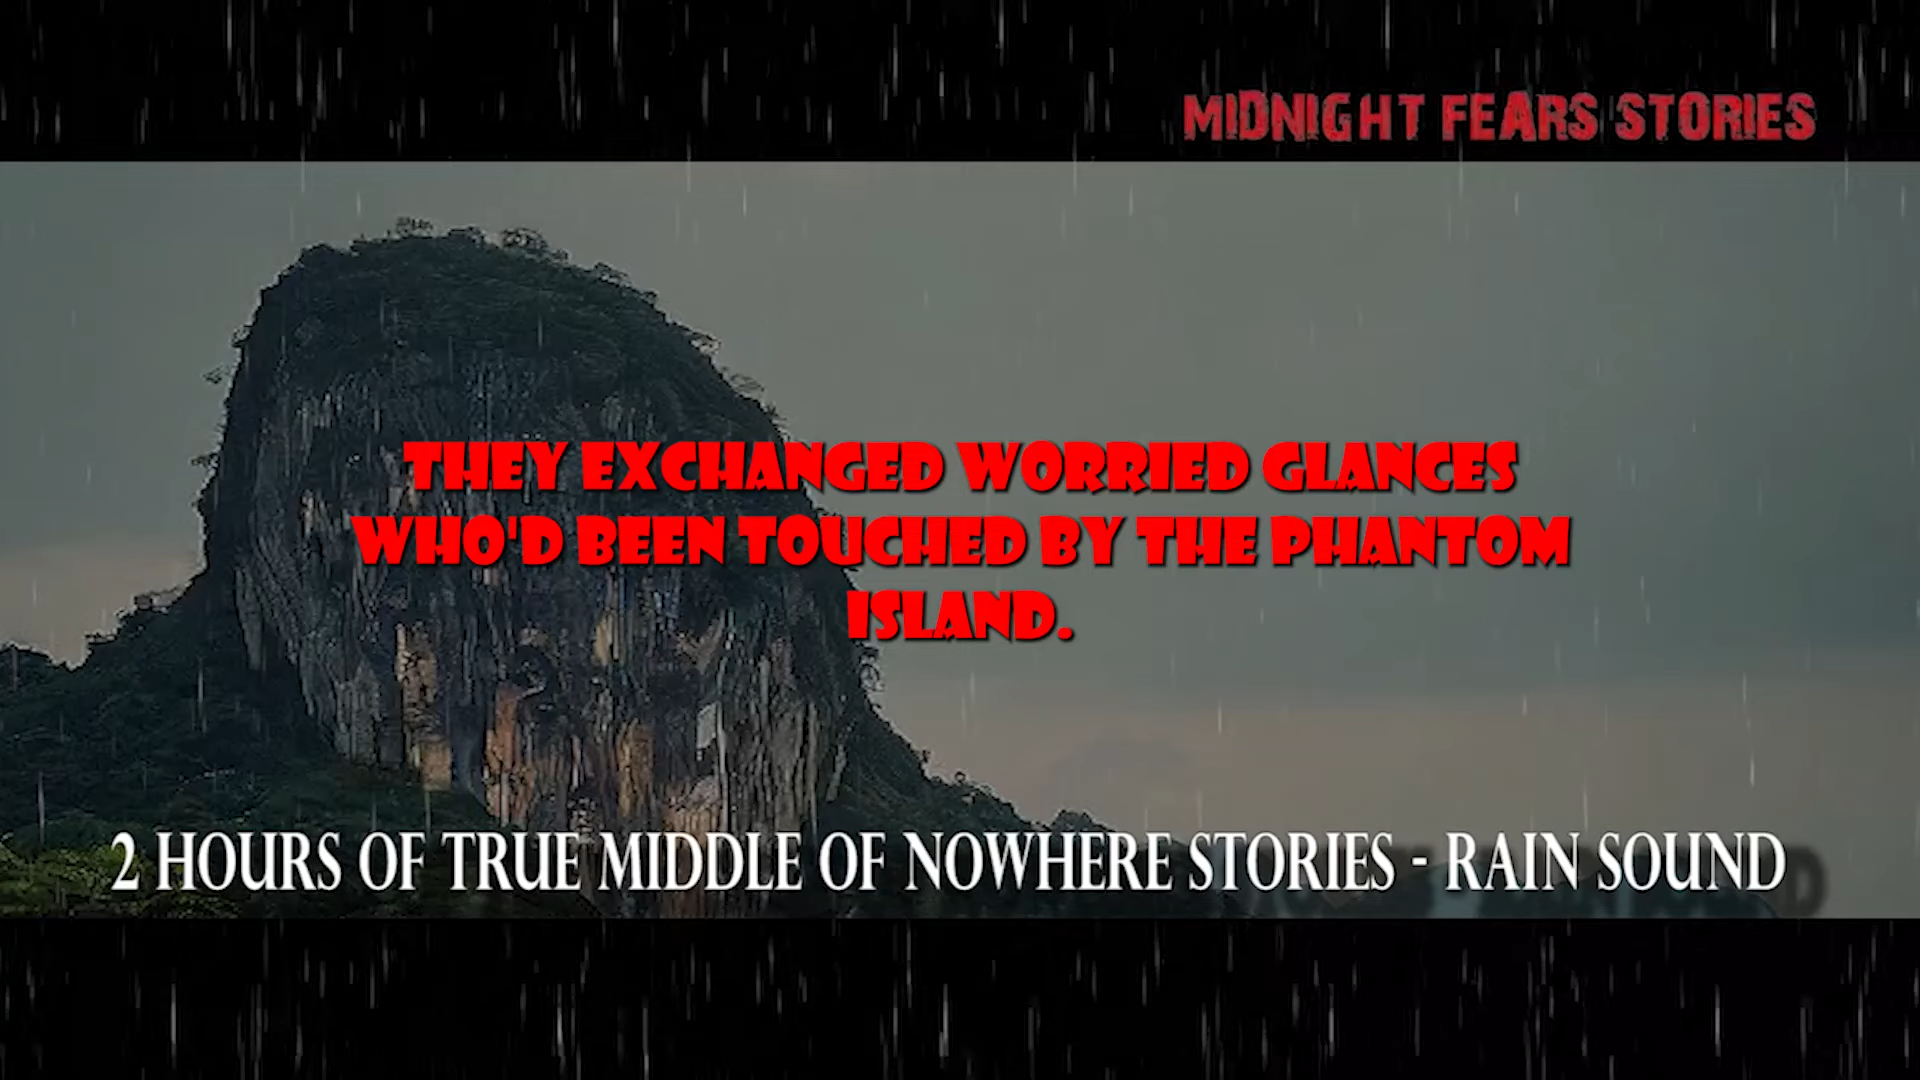 MIDNIGHT FEARS STORIES
THEY EXCHANGED WORRIED GLANCES
WHO'D BEEN TOUCHED BY THE PHANTOM
ISLAND.
2 HOURS OF TRUE MIDDLE OF NOWHERE STORIES - RAIN SOUND